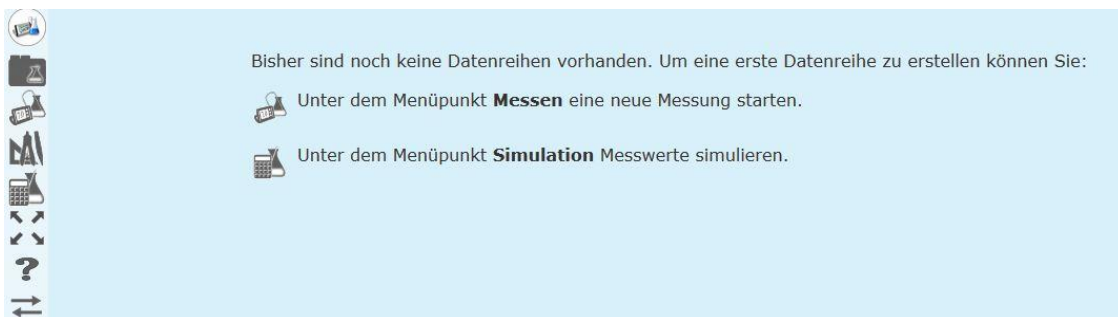 Bisher sind noch keine Datenreihen vorhanden. Um eine erste Datenreihe zu erstellen können Sie:
Unter dem Menüpunkt Messen eine neue Messung starten.
Unter dem Menüpunkt Simulation Messwerte simulieren.
?